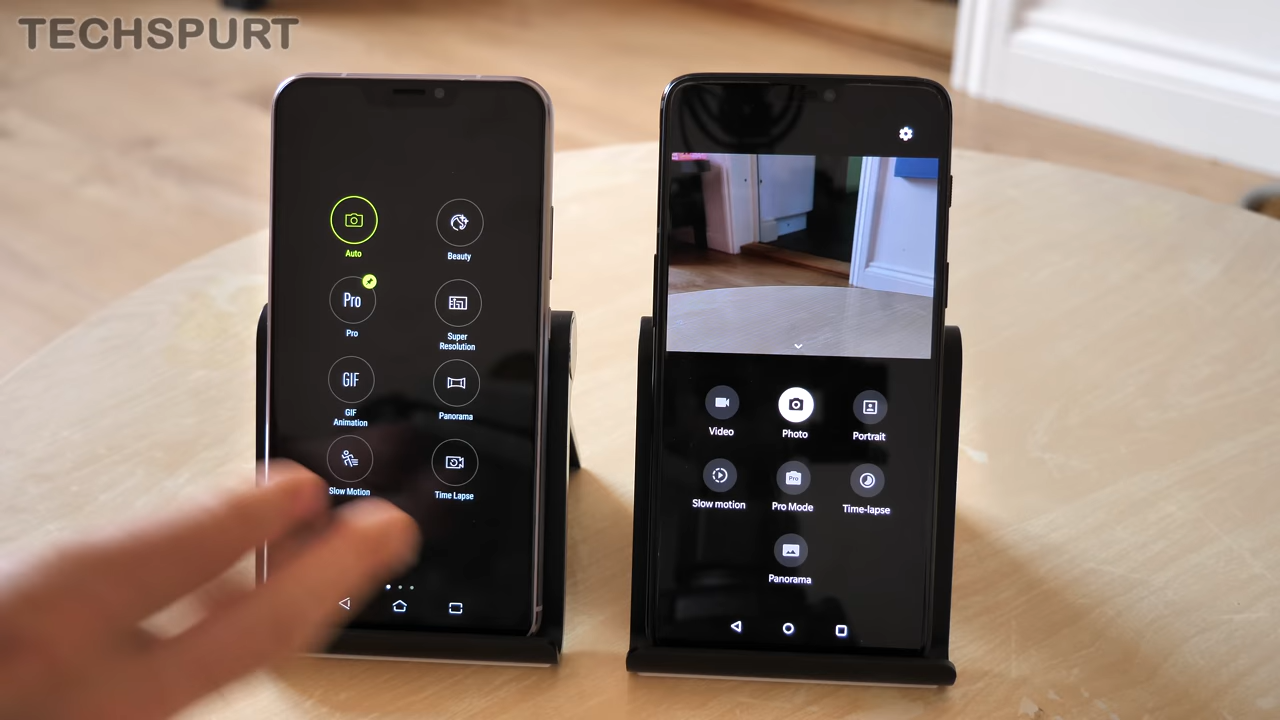 TECHSPURT
Auto
Beauty
Pro
Pro
Super
Resolution
GIF
GIF
Animation
Panorama
Slow Motion
Time Lapse
Video
Photo
Portrait
Slow motion
Pro
Pro Mode
Time-lapse
Panorama